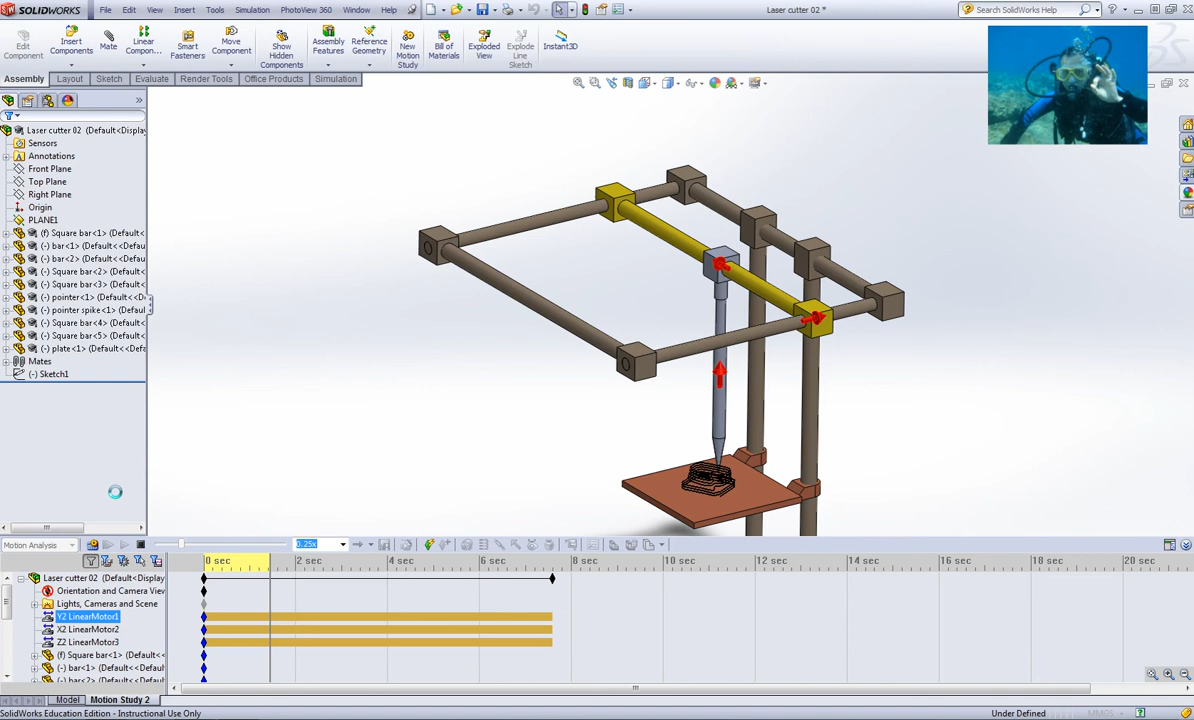 SOLIDWORKS File Edit View Insert Tools Simulation PhotoView 360 Window Help Laser cutter 02 * Search SolidWorks Help
Edit Component
Insert Components
Mate
Linear Compon...
Smart Fasteners
Move Component
Show Hidden Components
Assembly Features
Reference Geometry
New Motion Study
Bill of Materials
Exploded View
Explode Line Sketch
Instant3D
Assembly Layout Sketch Evaluate Render Tools Office Products Simulation
Laser cutter 02 (Default<Display
Sensors
Annotations
Front Plane
Top Plane
Right Plane
Origin
PLANE1
(f) Square bar<1> (Default<
(-) bar<1> (Default<<Defau
(-) bar<2> (Default<<Defau
(-) Square bar<2> (Default<
(-) Square bar<3> (Default<
(-) pointer<1> (Default<<D
(-) pointer spike<1> (Defau
(-) Square bar<4> (Default<
(-) Square bar<5> (Default<
(-) plate<1> (Default<<Def
Mates
(-) Sketch1
Motion Analysis 0.25x
0 sec 2 sec 4 sec 6 sec 8 sec 10 sec 12 sec 14 sec 16 sec 18 sec 20 sec
Laser cutter 02 (Default<Display
Orientation and Camera View
Lights, Cameras and Scene
Y2 LinearMotor1
X2 LinearMotor2
Z2 LinearMotor3
(f) Square bar<1> (Default<
(-) bar<1> (Default<<Defau
(-) bar<2> (Default<<Defau
Model Motion Study 2
SolidWorks Education Edition - Instructional Use Only Under Defined MMGS